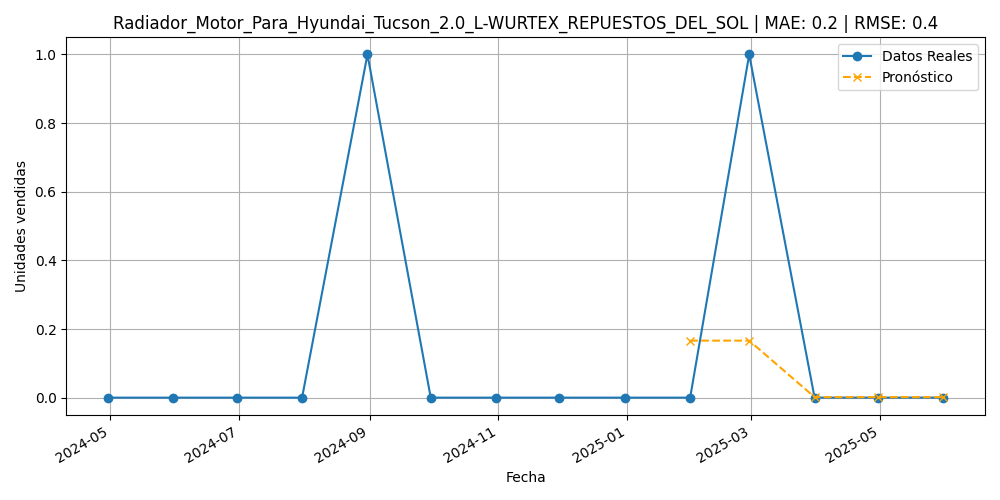 Radiador_Motor_Para_Hyundai_Tucson_2.0_L-WURTEX_REPUESTOS_DEL_SOL | MAE: 0.2 | RMSE: 0.4
Datos Reales
Pronóstico
1.0
0.8
0.6
0.4
0.2
0.0
Unidades vendidas
2024-05
2024-07
2024-09
2024-11
2025-01
2025-03
2025-05
Fecha